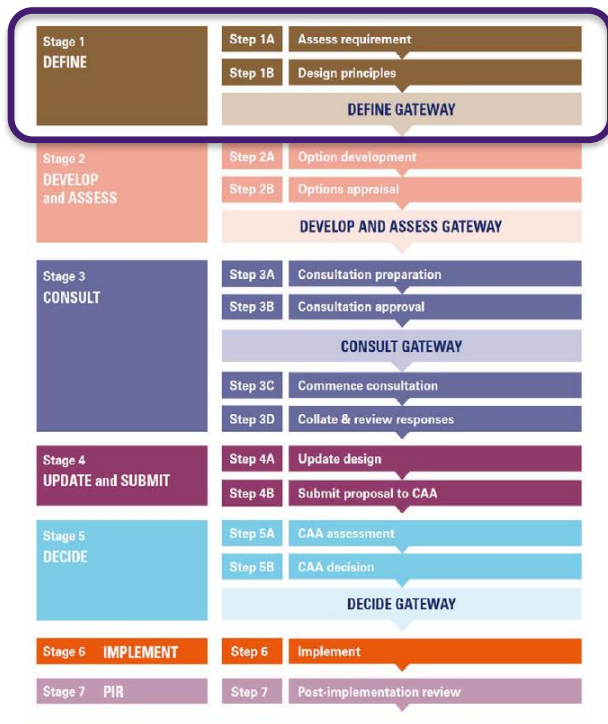 Stage 1
DEFINE
Step 1A Assess requirement
Step 1B Design principles
DEFINE GATEWAY
Stage 2
DEVELOP
and ASSESS
Step 2A Option development
Step 2B Options appraisal
DEVELOP AND ASSESS GATEWAY
Stage 3
CONSULT
Step 3A Consultation preparation
Step 3B Consultation approval
CONSULT GATEWAY
Step 3C Commence consultation
Step 3D Collate & review responses
Stage 4
UPDATE and SUBMIT
Step 4A Update design
Step 4B Submit proposal to CAA
Stage 5
DECIDE
Step 5A CAA assessment
Step 5B CAA decision
DECIDE GATEWAY
Stage 6 IMPLEMENT Step 6 Implement
Stage 7 PIR Step 7 Post-implementation review